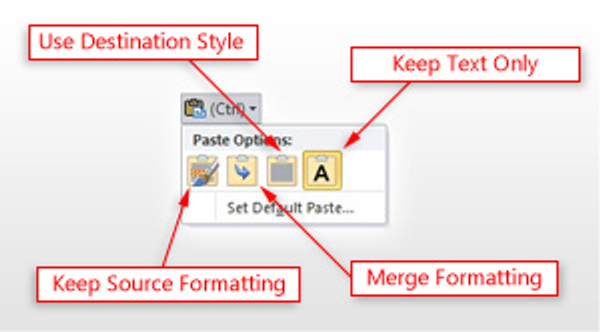 Use Destination Style
Keep Text Only
(Ctrl)
Paste Options:
A
Set Default Paste...
Keep Source Formatting
Merge Formatting